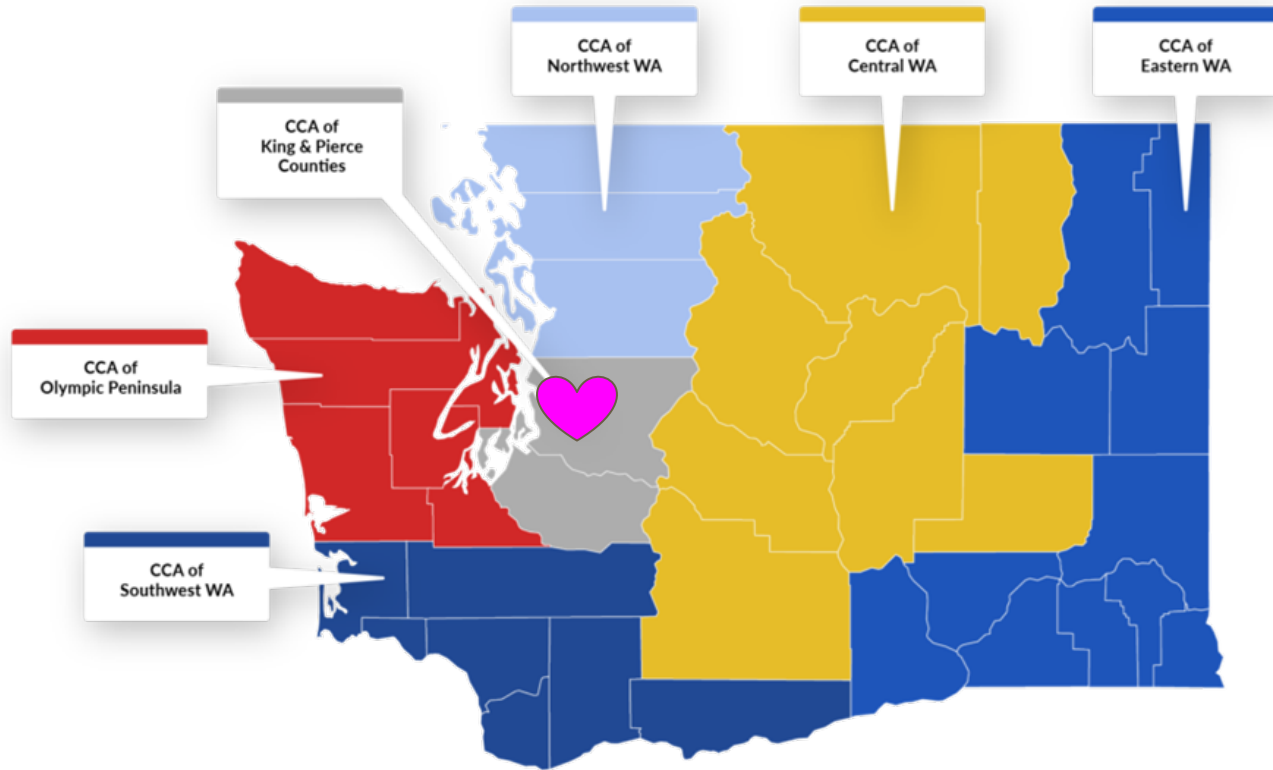 CCA of
Northwest WA
CCA of
Central WA
CCA of
Eastern WA
CCA of
King & Pierce
Counties
CCA of
Olympic Peninsula
CCA of
Southwest WA